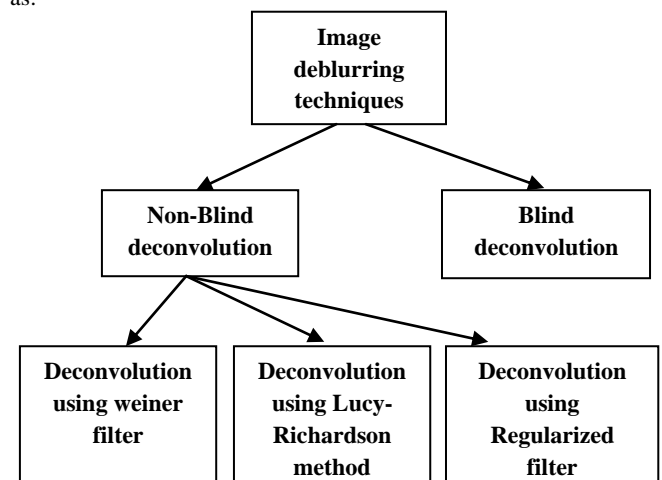 as:
Image
deblurring
techniques
Non-Blind
deconvolution
Blind
deconvolution
Deconvolution
using weiner
filter
Deconvolution
using Lucy-
Richardson
method
Deconvolution
using
Regularized
filter